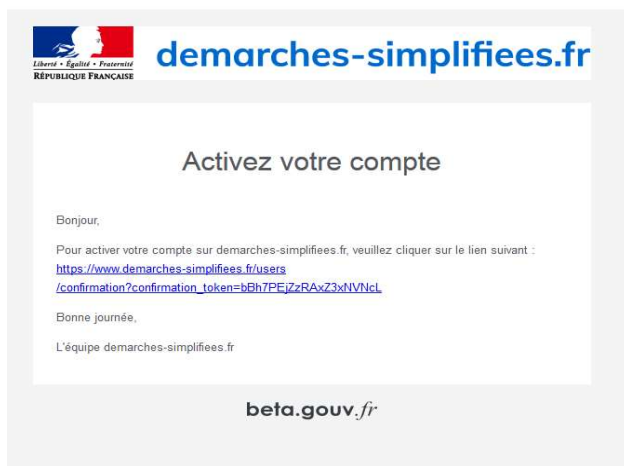 Liberté • Égalité • Fraternité
RÉPUBLIQUE FRANÇAISE
demarches-simplifiees.fr
Activez votre compte
Bonjour,
Pour activer votre compte sur demarches-simplifiees.fr, veuillez cliquer sur le lien suivant :
https://www.demarches-simplifiees.fr/users
/confirmation?confirmation_token=bBh7PEjZzRAxZ3xNVNcL
Bonne journée,
L'équipe demarches-simplifiees.fr
beta.gouv.fr